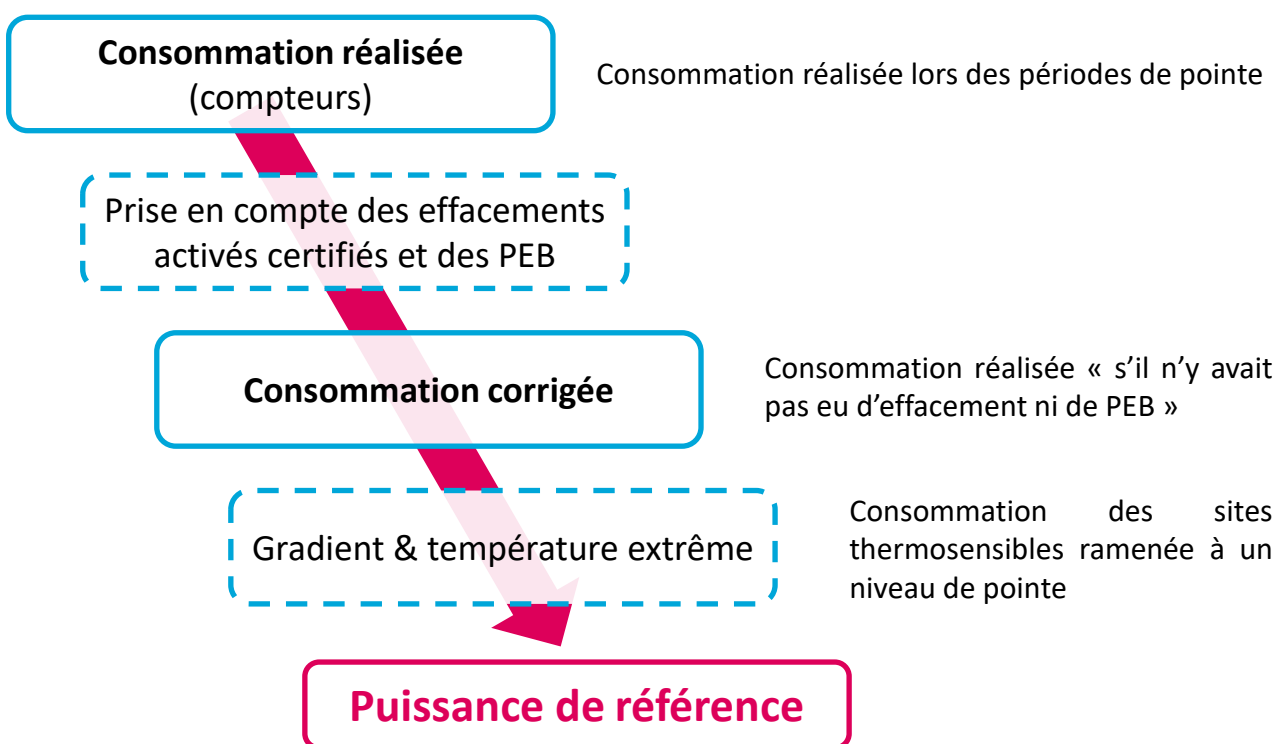 Consommation réalisée
(compteurs)
Consommation réalisée lors des périodes de pointe
Prise en compte des effacements
activés certifiés et des PEB
Consommation corrigée
Consommation réalisée « s’il n’y avait
pas eu d’effacement ni de PEB »
Gradient & température extrême
Consommation des sites
thermosensibles ramenée à un
niveau de pointe
Puissance de référence